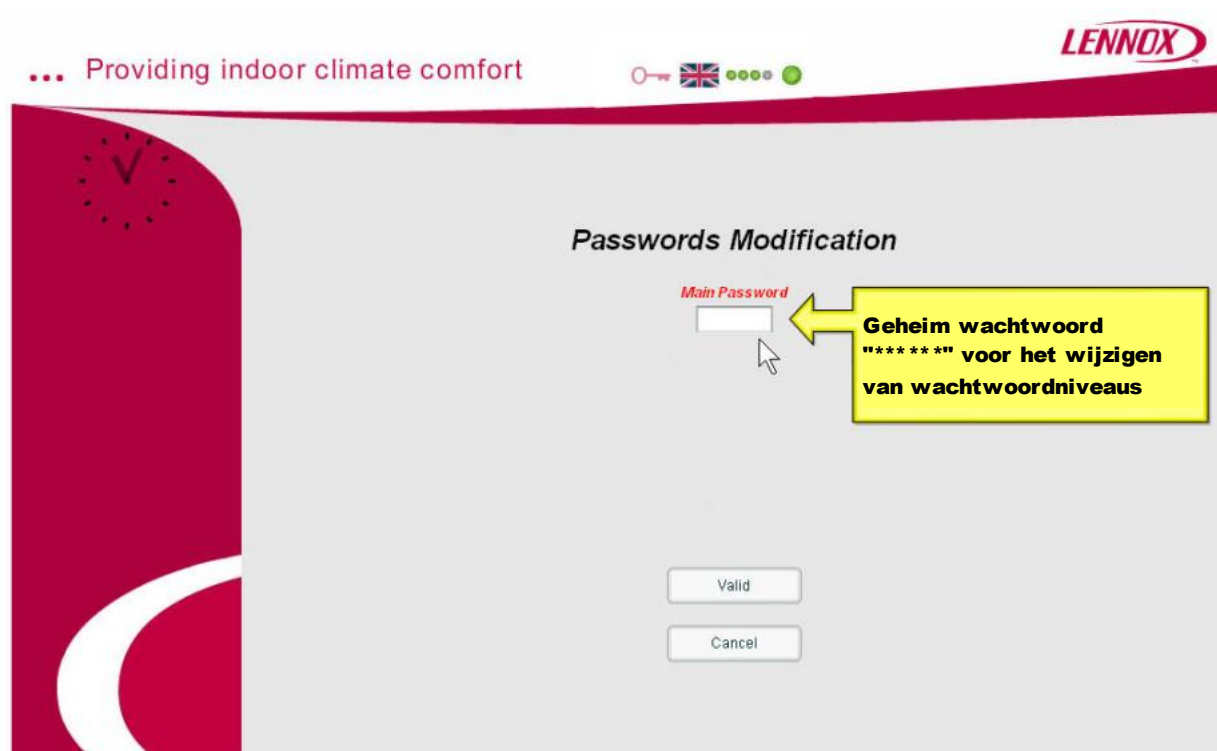 LENNOX
... Providing indoor climate comfort
Passwords Modification
Main Password
Geheim wachtwoord
"******" voor het wijzigen
van wachtwoordniveaus
Valid
Cancel